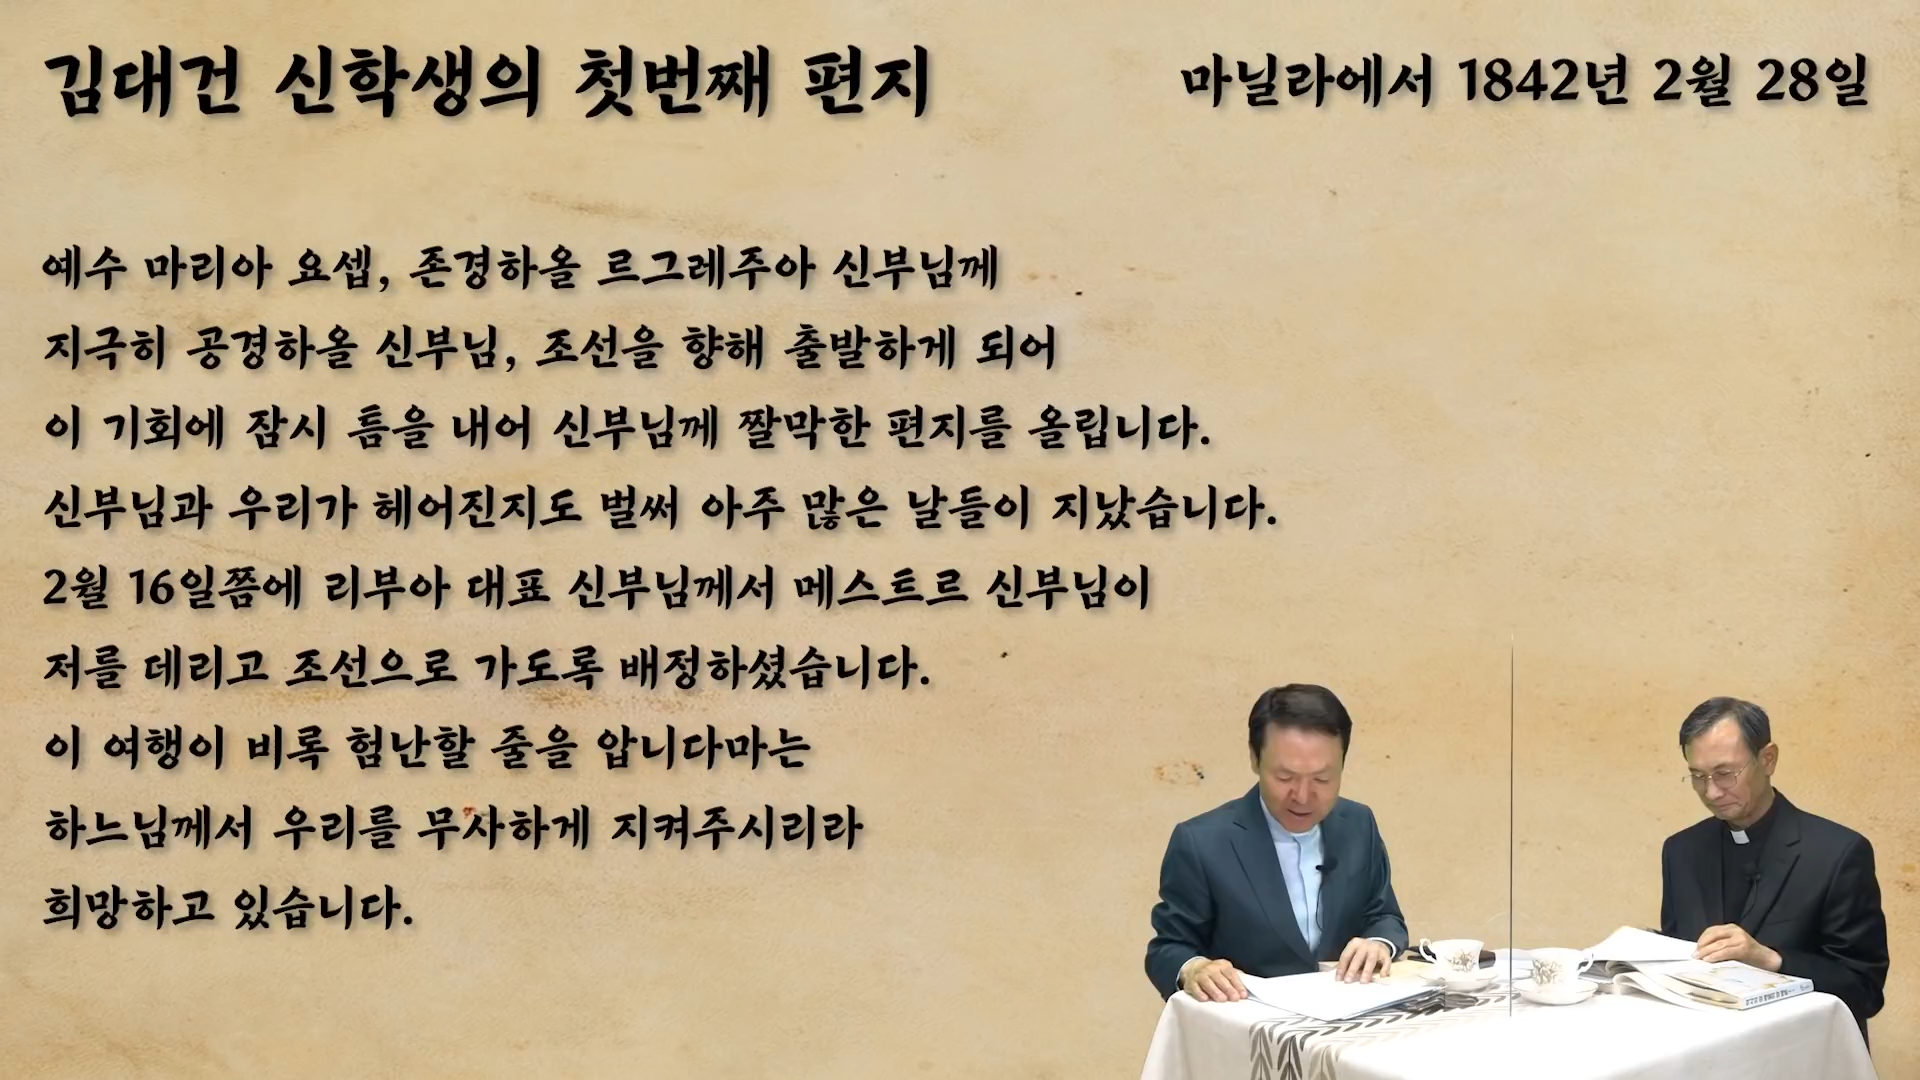 김대건 신학생의 첫번째 편지
마닐라에서 1842년 2월 28일
예수 마리아 요셉, 존경하올 르그레주아 신부님께
지극히 공경하올 신부님, 조선을 향해 출발하게 되어
이 기회에 잠시 틈을 내어 신부님께 짤막한 편지를 올립니다.
신부님과 우리가 헤어진지도 벌써 아주 많은 날들이 지났습니다.
2월 16일쯤에 리부아 대표 신부님께서 메스트르 신부님이
저를 데리고 조선으로 가도록 배정하셨습니다.
이 여행이 비록 험난할 줄을 압니다마는
하느님께서 우리를 무사하게 지켜주시리라
희망하고 있습니다.